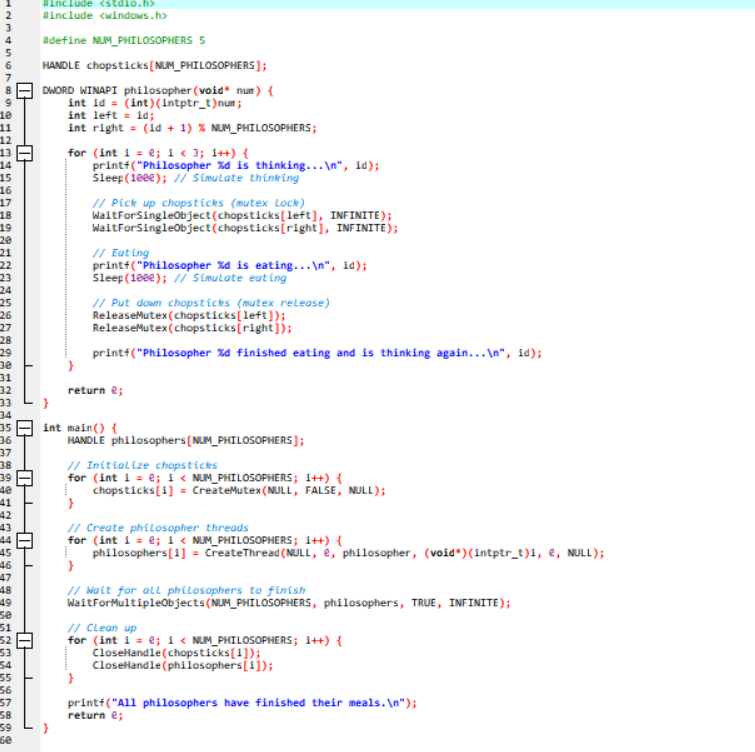 1 #include <stdio.h>
2 #include <windows.h>
3
4 #define NUM_PHILOSOPHERS 5
5
6 HANDLE chopsticks[NUM_PHILOSOPHERS];
7
8 DWORD WINAPI philosopher(void* num) {
9 int id = (int)(intptr_t)num;
10 int left = id;
11 int right = (id + 1) % NUM_PHILOSOPHERS;
12
13 for (int i = 0; i < 3; i++) {
14 printf("Philosopher %d is thinking...\n", id);
15 Sleep(1000); // Simulate thinking
16
17 // Pick up chopsticks (mutex lock)
18 WaitForSingleObject(chopsticks[left], INFINITE);
19 WaitForSingleObject(chopsticks[right], INFINITE);
20
21 // Eating
22 printf("Philosopher %d is eating...\n", id);
23 Sleep(1000); // Simulate eating
24
25 // Put down chopsticks (mutex release)
26 ReleaseMutex(chopsticks[left]);
27 ReleaseMutex(chopsticks[right]);
28
29 printf("Philosopher %d finished eating and is thinking again...\n", id);
30 }
31
32 return 0;
33 }
34
35 int main() {
36 HANDLE philosophers[NUM_PHILOSOPHERS];
37
38 // Initialize chopsticks
39 for (int i = 0; i < NUM_PHILOSOPHERS; i++) {
40 chopsticks[i] = CreateMutex(NULL, FALSE, NULL);
41 }
42
43 // Create philosopher threads
44 for (int i = 0; i < NUM_PHILOSOPHERS; i++) {
45 philosophers[i] = CreateThread(NULL, 0, philosopher, (void*)(intptr_t)i, 0, NULL);
46 }
47
48 // Wait for all philosophers to finish
49 WaitForMultipleObjects(NUM_PHILOSOPHERS, philosophers, TRUE, INFINITE);
50
51 // Clean up
52 for (int i = 0; i < NUM_PHILOSOPHERS; i++) {
53 CloseHandle(chopsticks[i]);
54 CloseHandle(philosophers[i]);
55 }
56
57 printf("All philosophers have finished their meals.\n");
58 return 0;
59 }
60